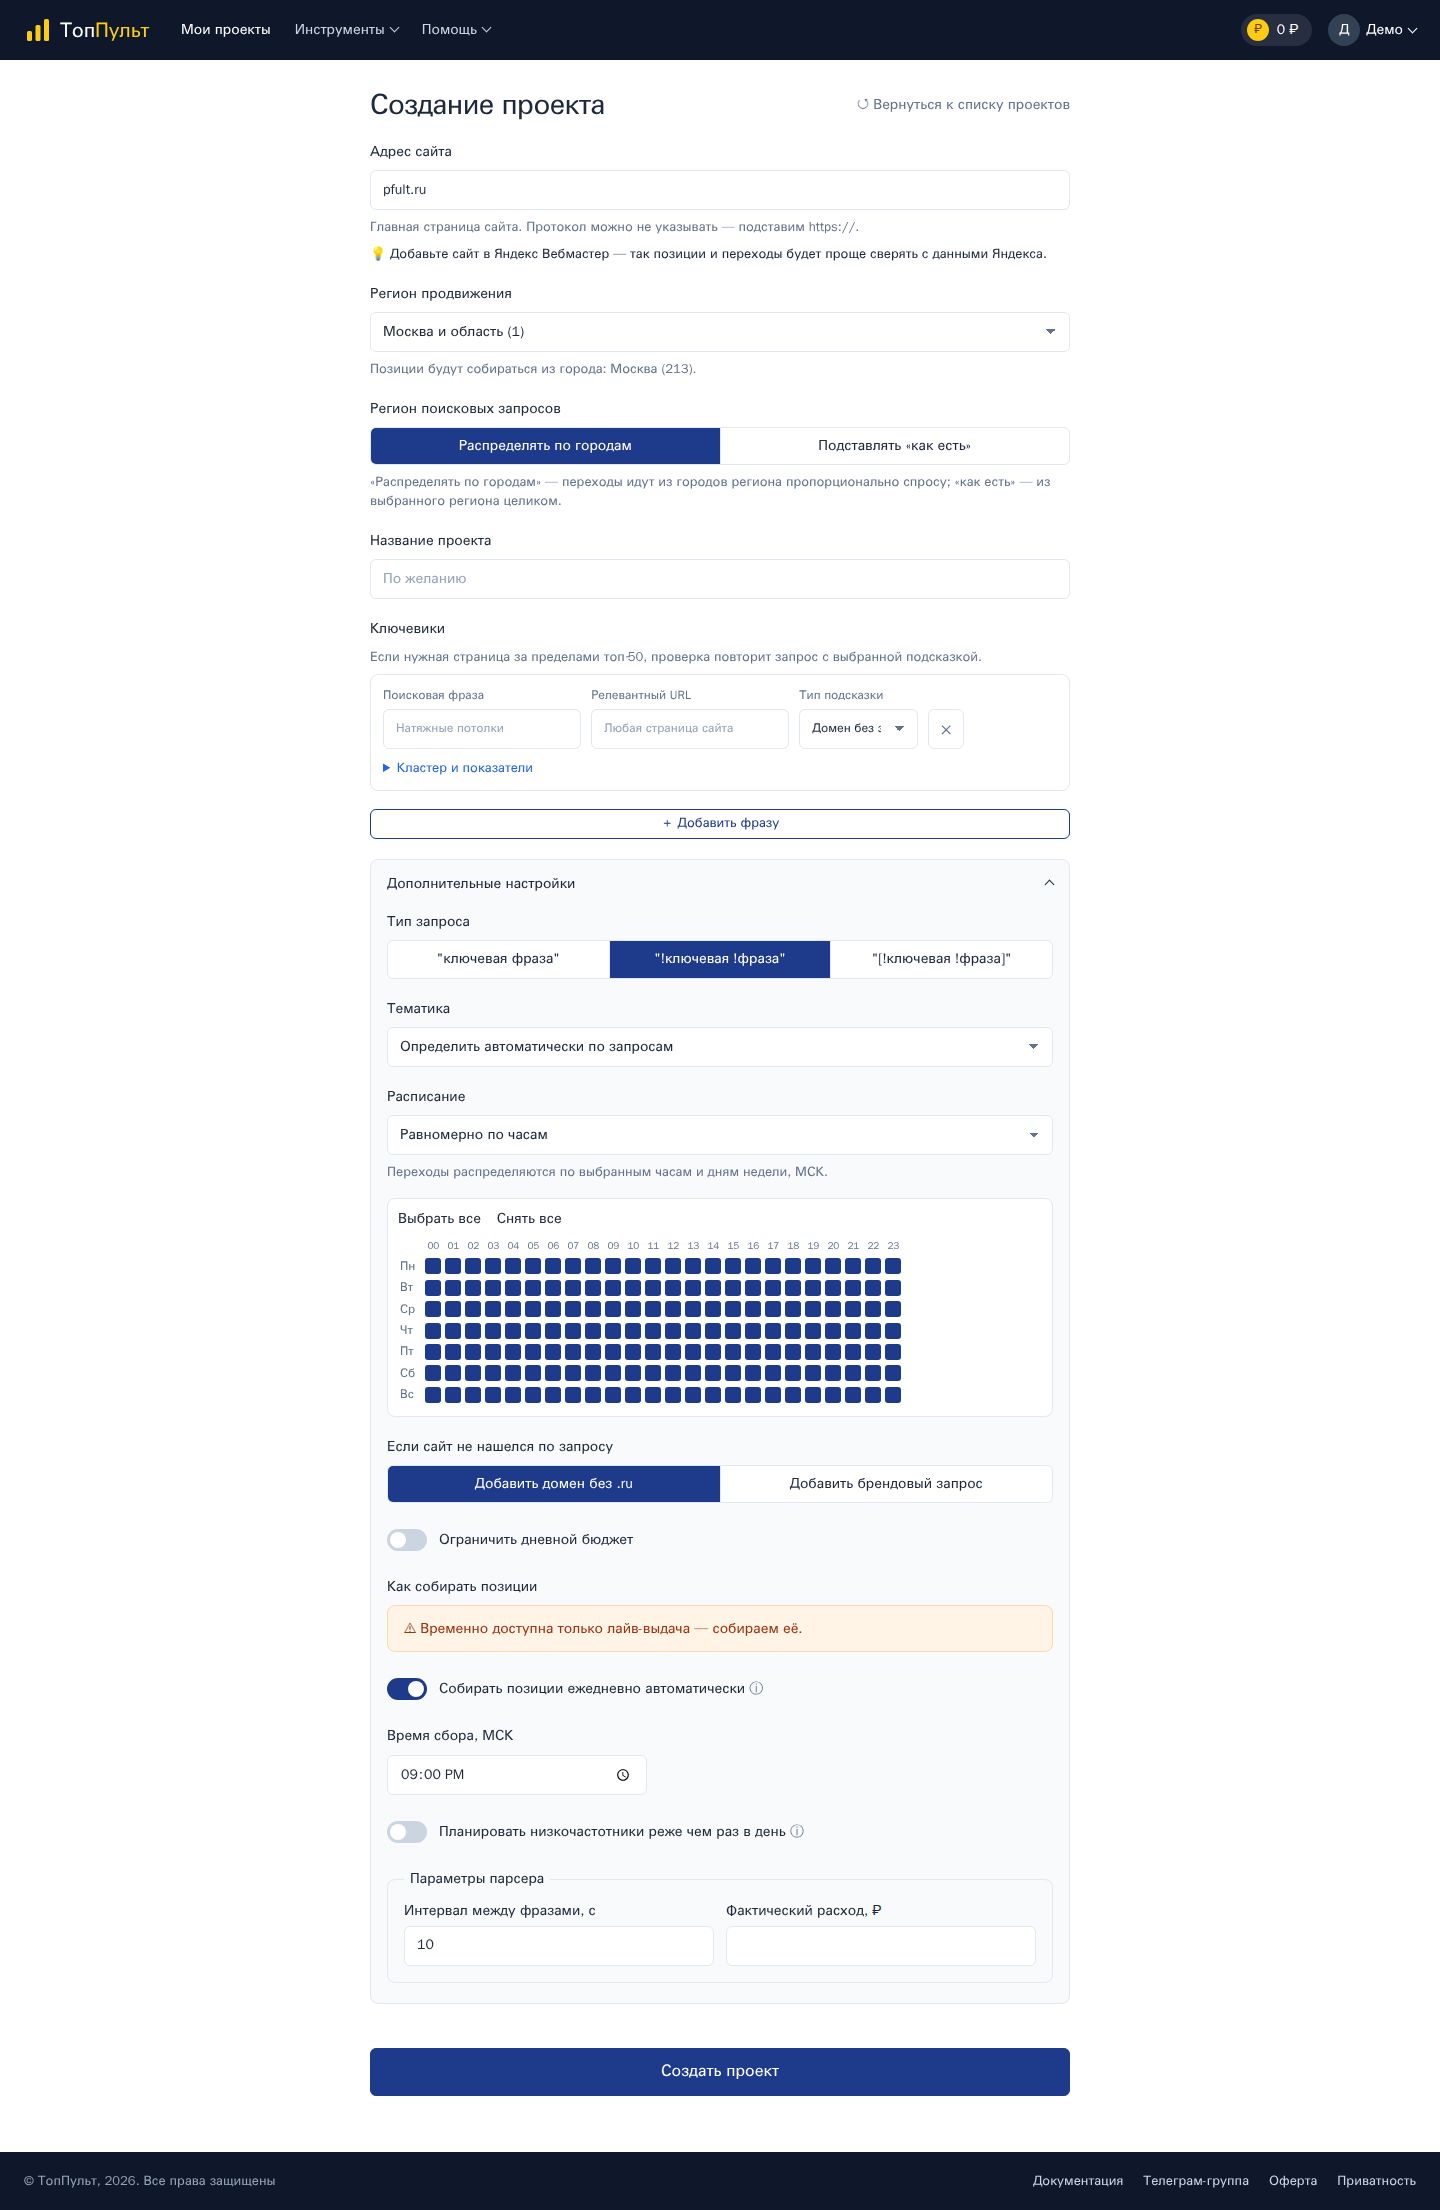 ТопПульт Мои проекты Инструменты Помощь ₽ 0 ₽ Д Демо
Создание проекта
Вернуться к списку проектов
Адрес сайта
pfult.ru
Главная страница сайта. Протокол можно не указывать — подставим https://.
💡 Добавьте сайт в Яндекс Вебмастер — так позиции и переходы будет проще сверять с данными Яндекса.
Регион продвижения
Москва и область (1)
Позиции будут собираться из города: Москва (213).
Регион поисковых запросов
Распределять по городам Подставлять «как есть»
«Распределять по городам» — переходы идут из городов региона пропорционально спросу; «как есть» — из
выбранного региона целиком.
Название проекта
По желанию
Ключевики
Если нужная страница за пределами топ-50, проверка повторит запрос с выбранной подсказкой.
Поисковая фраза Релевантный URL Тип подсказки
Натяжные потолки Любая страница сайта Домен без
▶ Кластер и показатели
+ Добавить фразу
Дополнительные настройки
Тип запроса
"ключевая фраза" "!ключевая !фраза" "[!ключевая !фраза]"
Тематика
Определить автоматически по запросам
Расписание
Равномерно по часам
Переходы распределяются по выбранным часам и дням недели, МСК.
Выбрать все Снять все
00 01 02 03 04 05 06 07 08 09 10 11 12 13 14 15 16 17 18 19 20 21 22 23
Пн
Вт
Ср
Чт
Пт
Сб
Вс
Если сайт не нашелся по запросу
Добавить домен без .ru Добавить брендовый запрос
Ограничить дневной бюджет
Как собирать позиции
⚠ Временно доступна только лайв-выдача — собираем её.
Собирать позиции ежедневно автоматически ⓘ
Время сбора, МСК
09:00 PM
Планировать низкочастотники реже чем раз в день ⓘ
Параметры парсера
Интервал между фразами, с Фактический расход, ₽
10
Создать проект
© ТопПульт, 2026. Все права защищены Документация Телеграм-группа Оферта Приватность